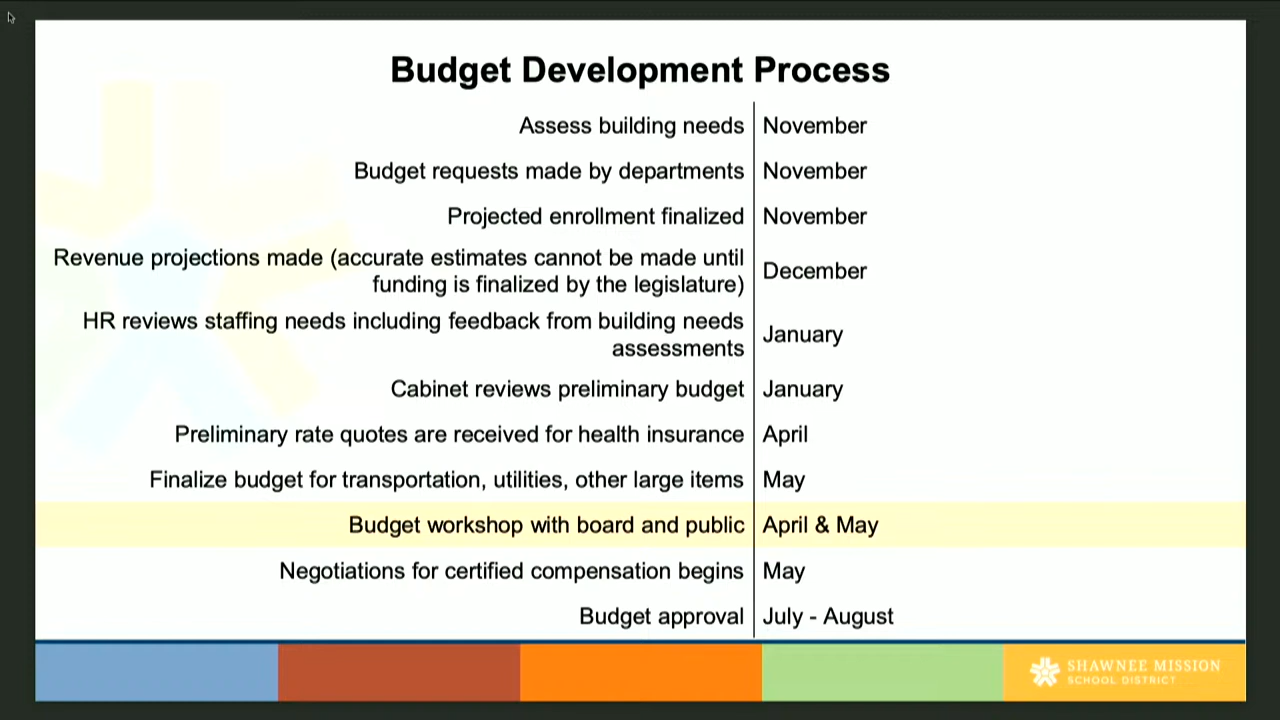 Budget Development Process
Assess building needs November
Budget requests made by departments November
Projected enrollment finalized November
Revenue projections made (accurate estimates cannot be made until
funding is finalized by the legislature) December
HR reviews staffing needs including feedback from building needs
assessments January
Cabinet reviews preliminary budget January
Preliminary rate quotes are received for health insurance April
Finalize budget for transportation, utilities, other large items May
Budget workshop with board and public April & May
Negotiations for certified compensation begins May
Budget approval July - August
SHAWNEE MISSION
SCHOOL DISTRICT